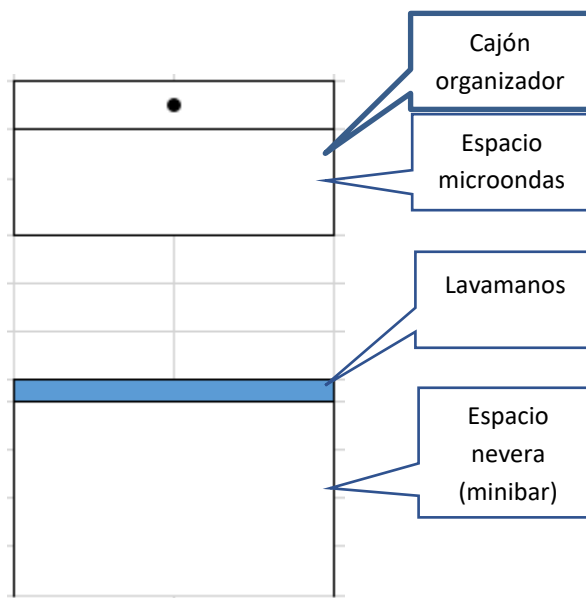 Cajón
organizador
Espacio
microondas
Lavamanos
Espacio
nevera
(minibar)